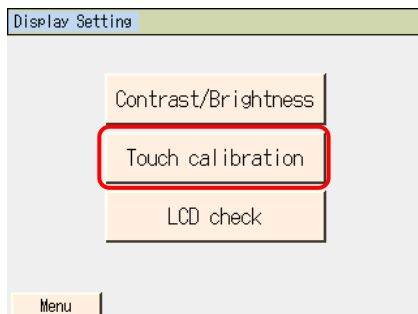 Display Setting
Contrast/Brightness
Touch calibration
LCD check
Menu